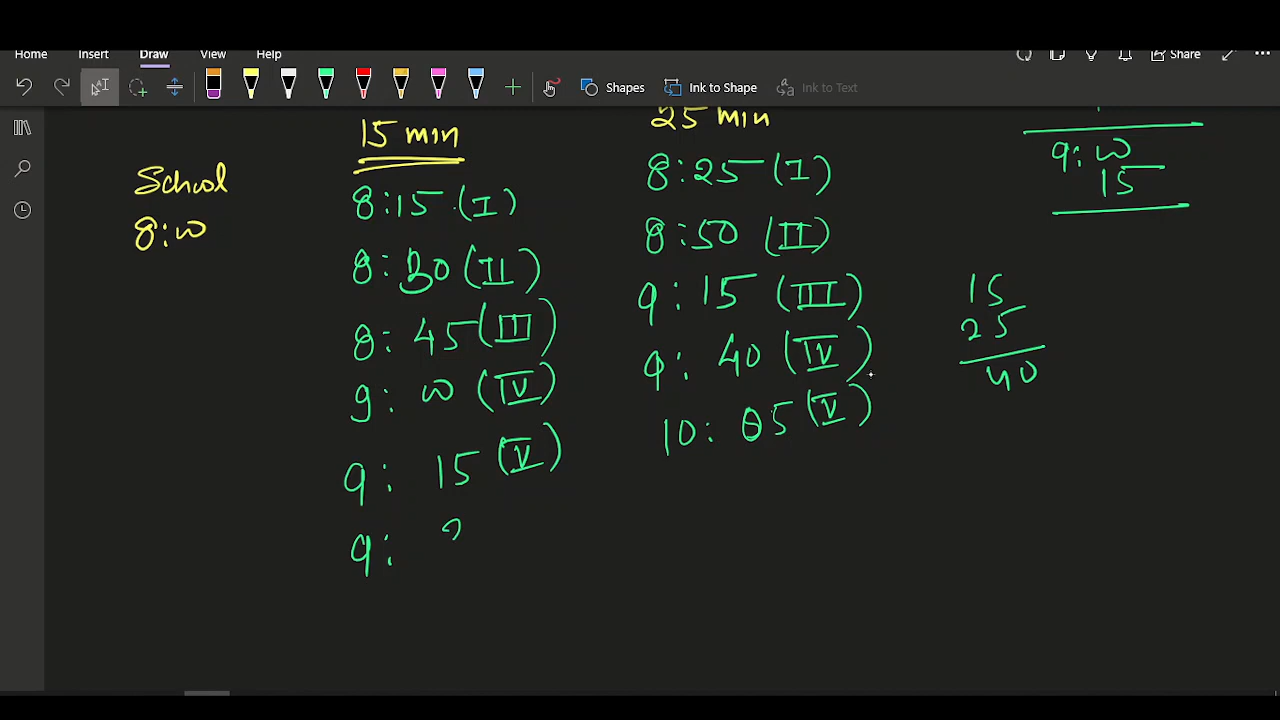 Home Insert Draw View Help Share
Shapes Ink to Shape Ink to Text
School
8:00
15 min
8:15 (I)
8:30 (II)
8:45 (III)
9:00 (IV)
9:15 (V)
9:
25 min
8:25 (I)
8:50 (II)
9:15 (III)
9:40 (IV)
10:05 (V)
9:00
15
15
25
40